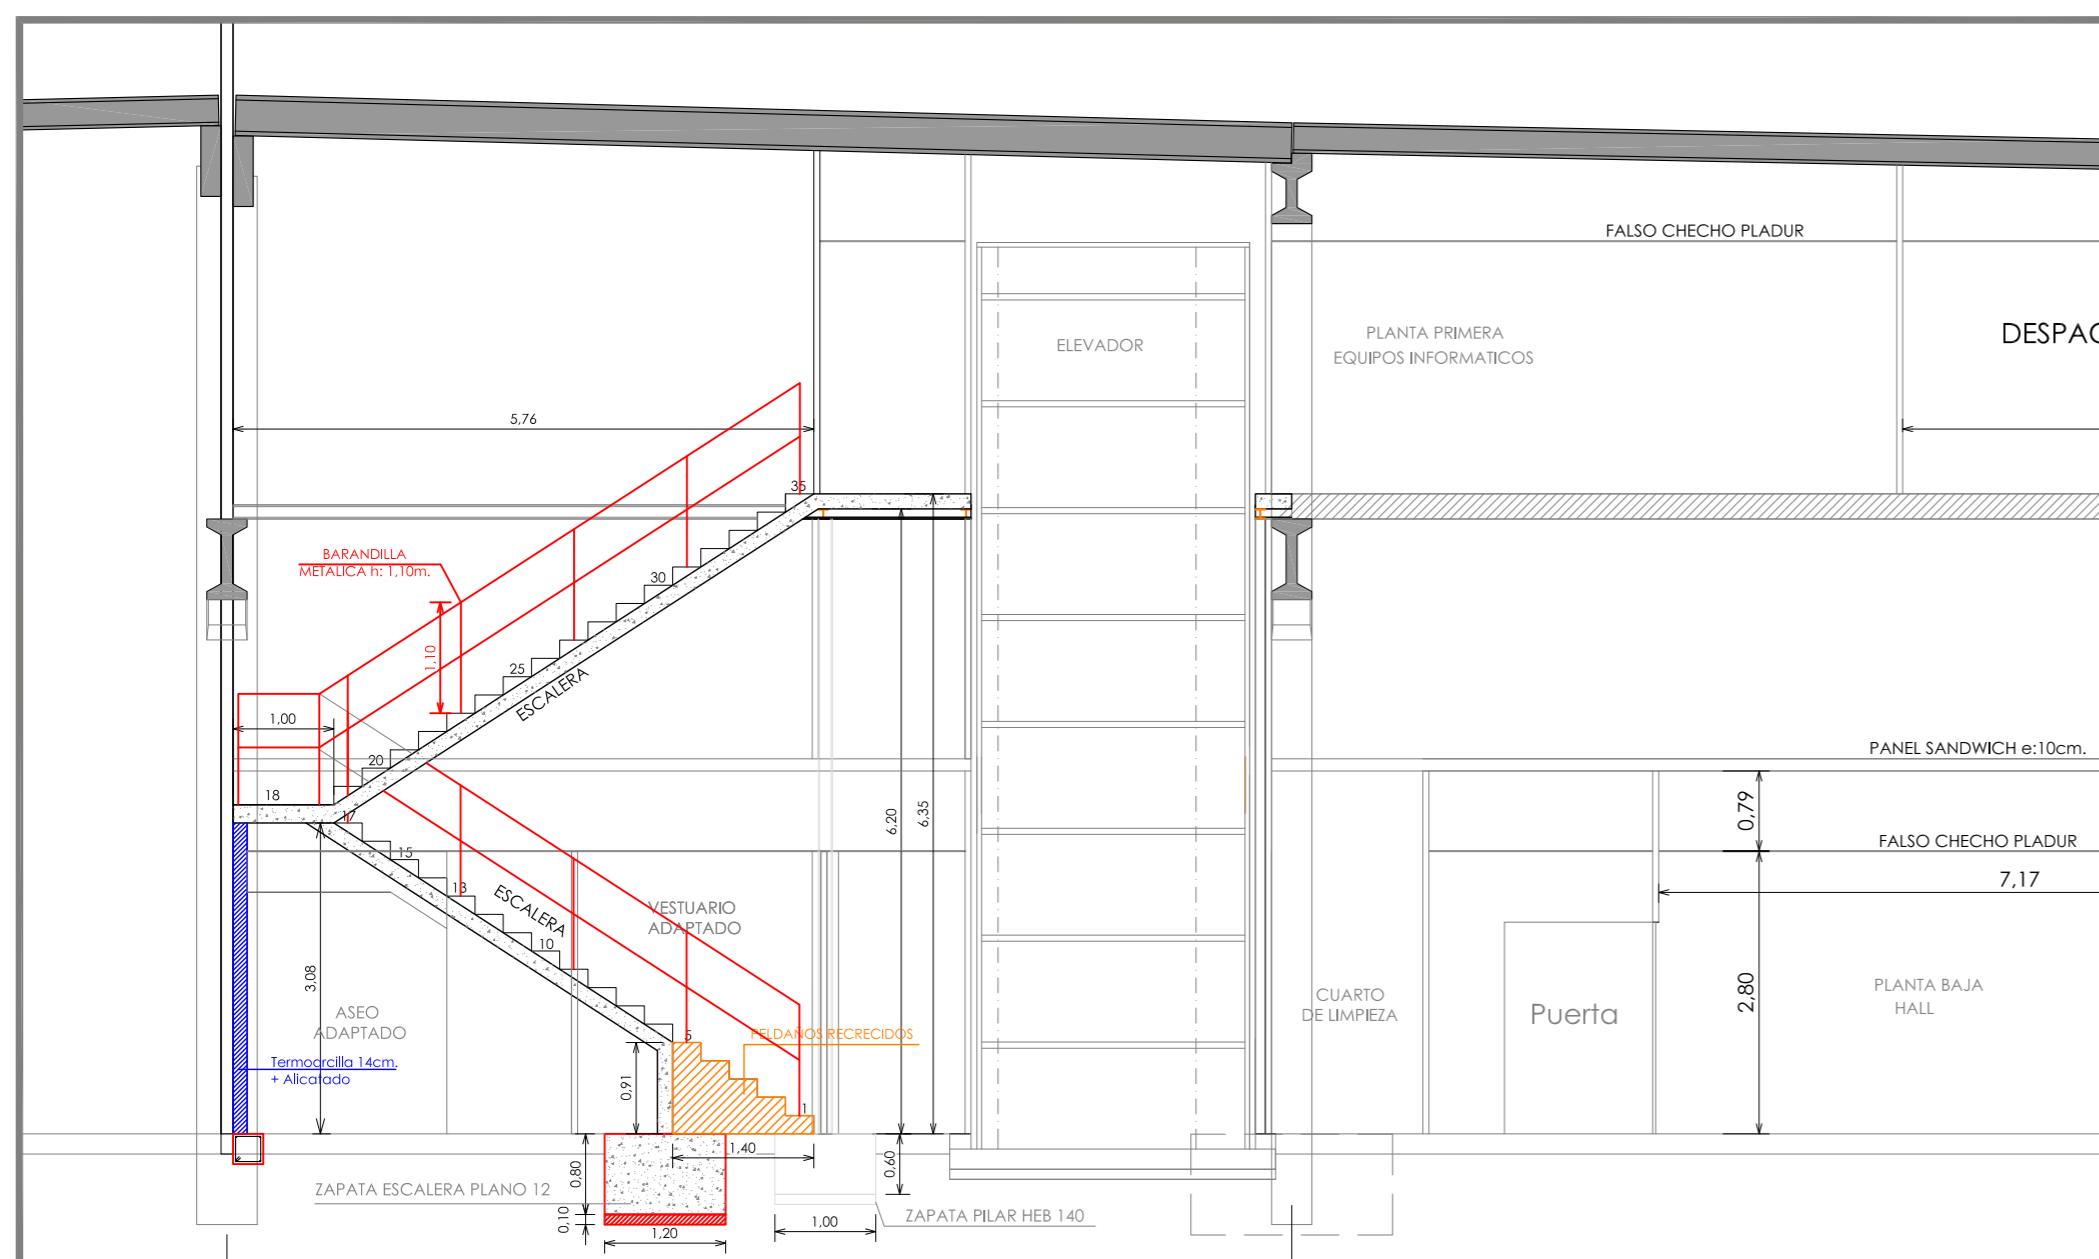 FALSO CHECHO PLADUR
ELEVADOR
PLANTA PRIMERA
EQUIPOS INFORMATICOS
DESPAC
5,76
35
BARANDILLA
METALICA h: 1,10m.
30
1,10
25
ESCALERA
1,00
20
18
17
6,20
6,35
PANEL SANDWICH e:10cm.
0,79
FALSO CHECHO PLADUR
7,17
15
13
ESCALERA
10
VESTUARIO
ADAPTADO
3,08
ASEO
ADAPTADO
Termoarcilla 14cm.
+ Alicatado
5
PELDAÑOS RECRECIDOS
1
0,91
CUARTO
DE LIMPIEZA
Puerta
2,80
PLANTA BAJA
HALL
1,40
0,80
0,60
ZAPATA ESCALERA PLANO 12
0,10
1,20
1,00
ZAPATA PILAR HEB 140